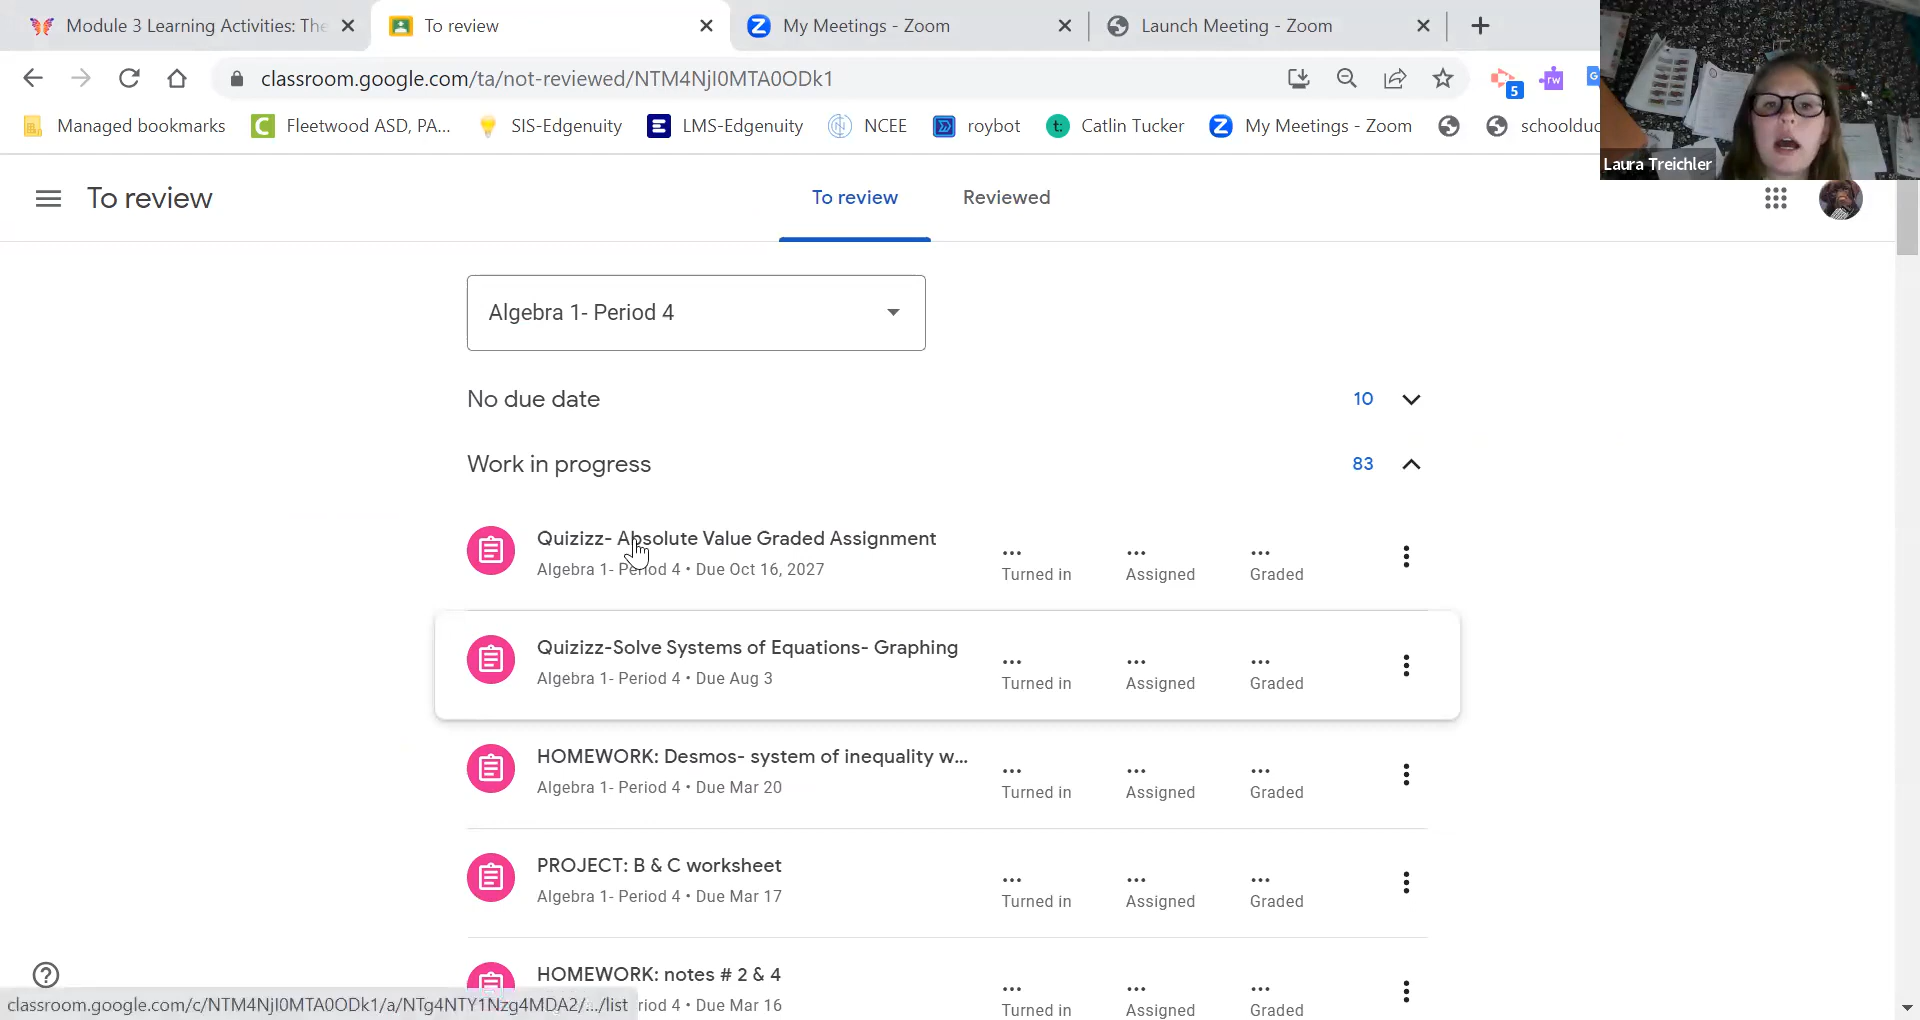 Module 3 Learning Activities: The
To review
My Meetings - Zoom
Launch Meeting - Zoom
classroom.google.com/ta/not-reviewed/NTM4NjI0MTA0ODk1
5
rw
Managed bookmarks
Fleetwood ASD, PA...
SIS-Edgenuity
LMS-Edgenuity
NCEE
roybot
Catlin Tucker
My Meetings - Zoom
schoolduc
Laura Treichler
To review
To review
Reviewed
Algebra 1- Period 4
No due date
10
Work in progress
83
Quizizz- Absolute Value Graded Assignment
Algebra 1- Period 4 • Due Oct 16, 2027
... ... ...
Turned in Assigned Graded
Quizizz-Solve Systems of Equations- Graphing
Algebra 1- Period 4 • Due Aug 3
... ... ...
Turned in Assigned Graded
HOMEWORK: Desmos- system of inequality w...
Algebra 1- Period 4 • Due Mar 20
... ... ...
Turned in Assigned Graded
PROJECT: B & C worksheet
Algebra 1- Period 4 • Due Mar 17
... ... ...
Turned in Assigned Graded
HOMEWORK: notes # 2 & 4
riod 4 • Due Mar 16
... ... ...
Turned in Assigned Graded
classroom.google.com/c/NTM4NjI0MTA0ODk1/a/NTg4NTY1Nzg4MDA2/.../list